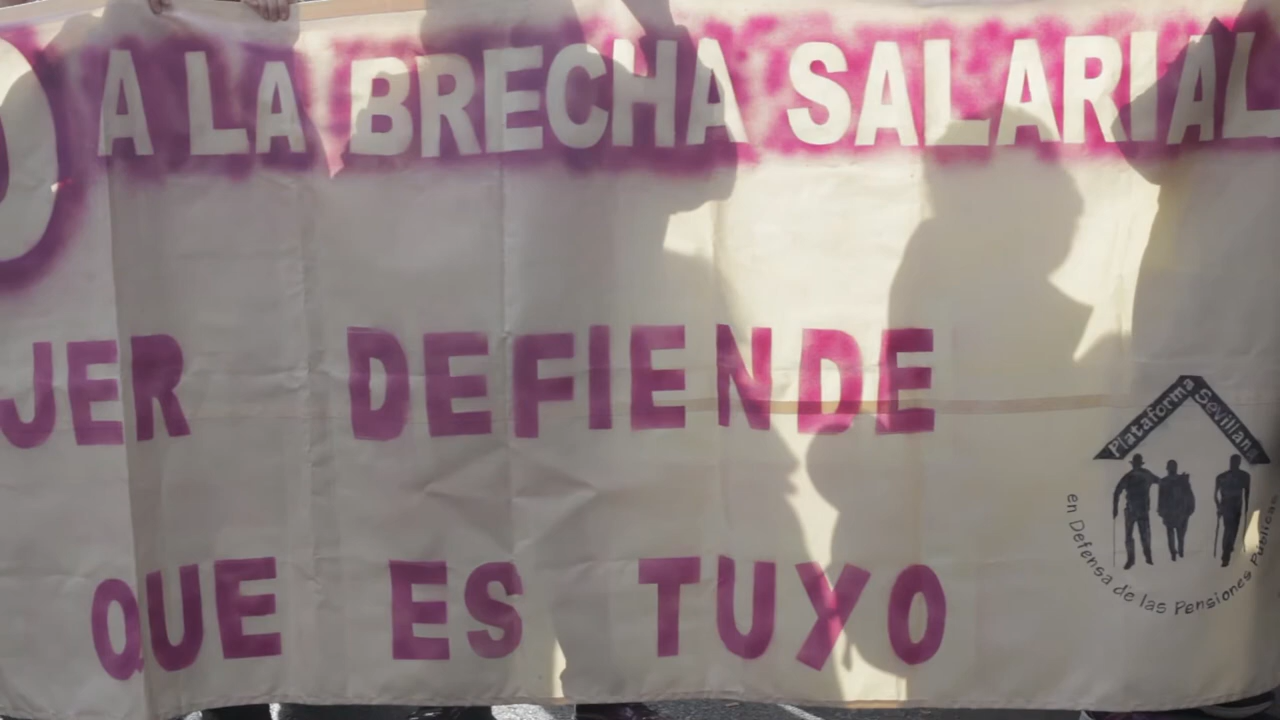 O A LA BRECHA SALARIAL
JER DEFIENDE
QUE ES TUYO
Plataforma Sevillana
en Defensa de las Pensiones Públicas